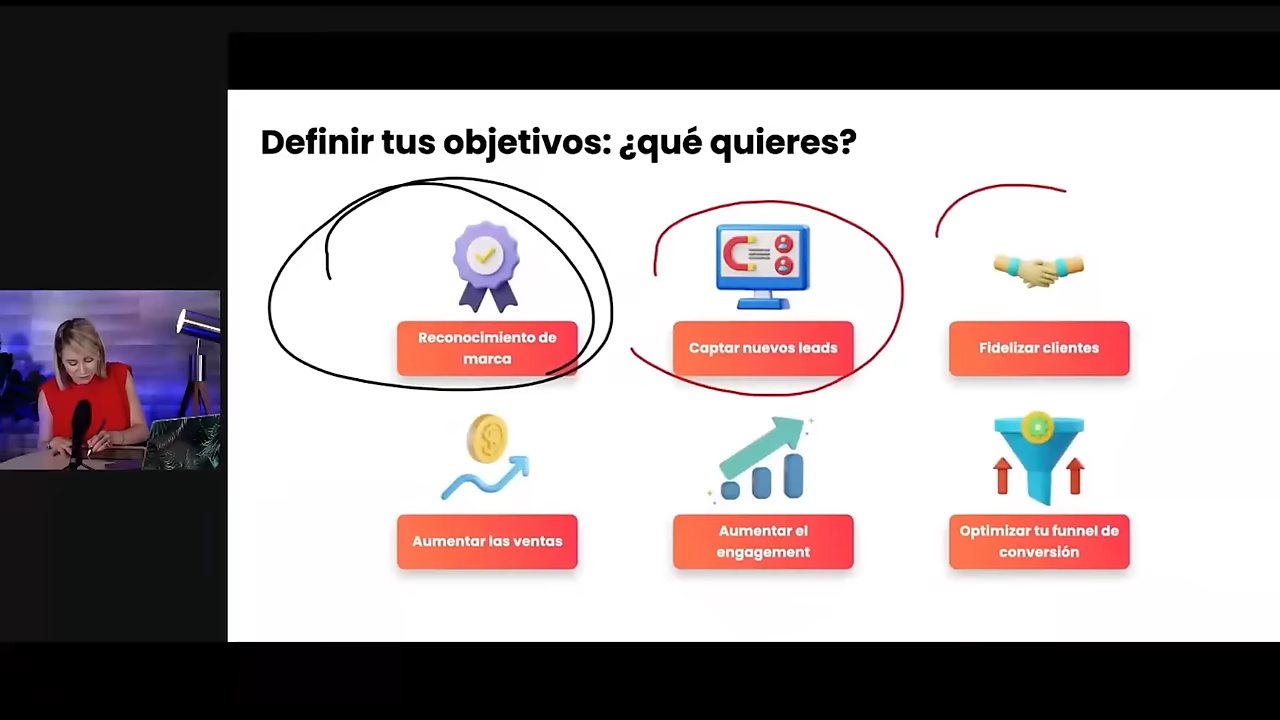 Definir tus objetivos: ¿qué quieres?
Reconocimiento de
marca
Captar nuevos leads
Fidelizar clientes
Aumentar las ventas
Aumentar el
engagement
Optimizar tu funnel de
conversión